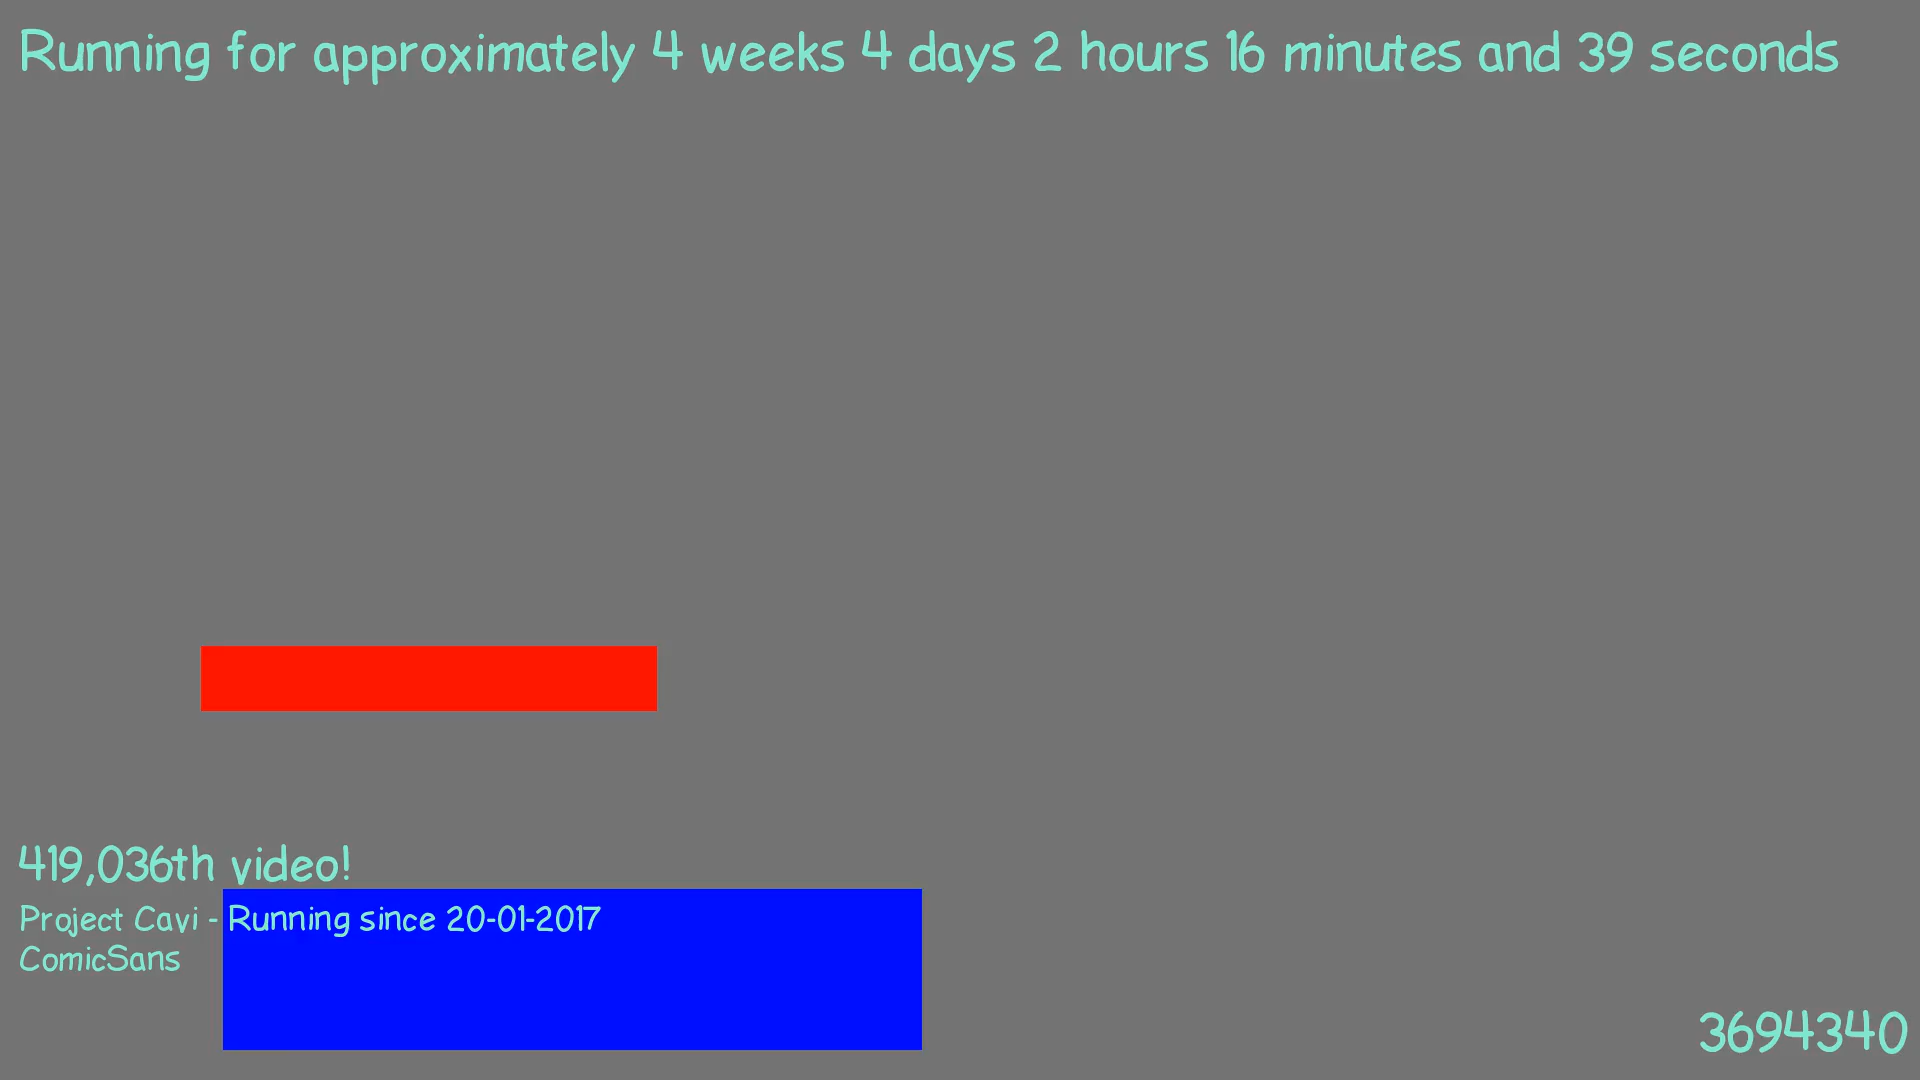 Running for approximately 4 weeks 4 days 2 hours 16 minutes and 39 seconds
419,036th video!
Project Cavi - Running since 20-01-2017
ComicSans
3694340